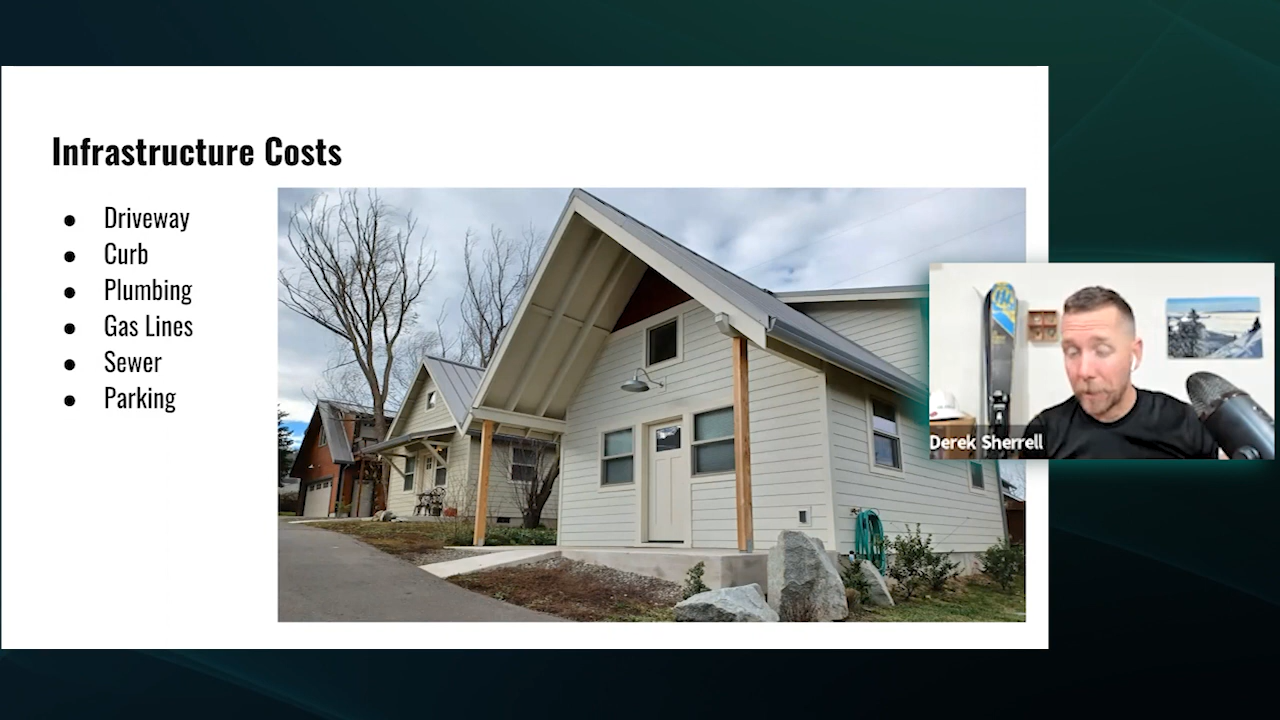 Infrastructure Costs
● Driveway
● Curb
● Plumbing
● Gas Lines
● Sewer
● Parking
Derek Sherrell